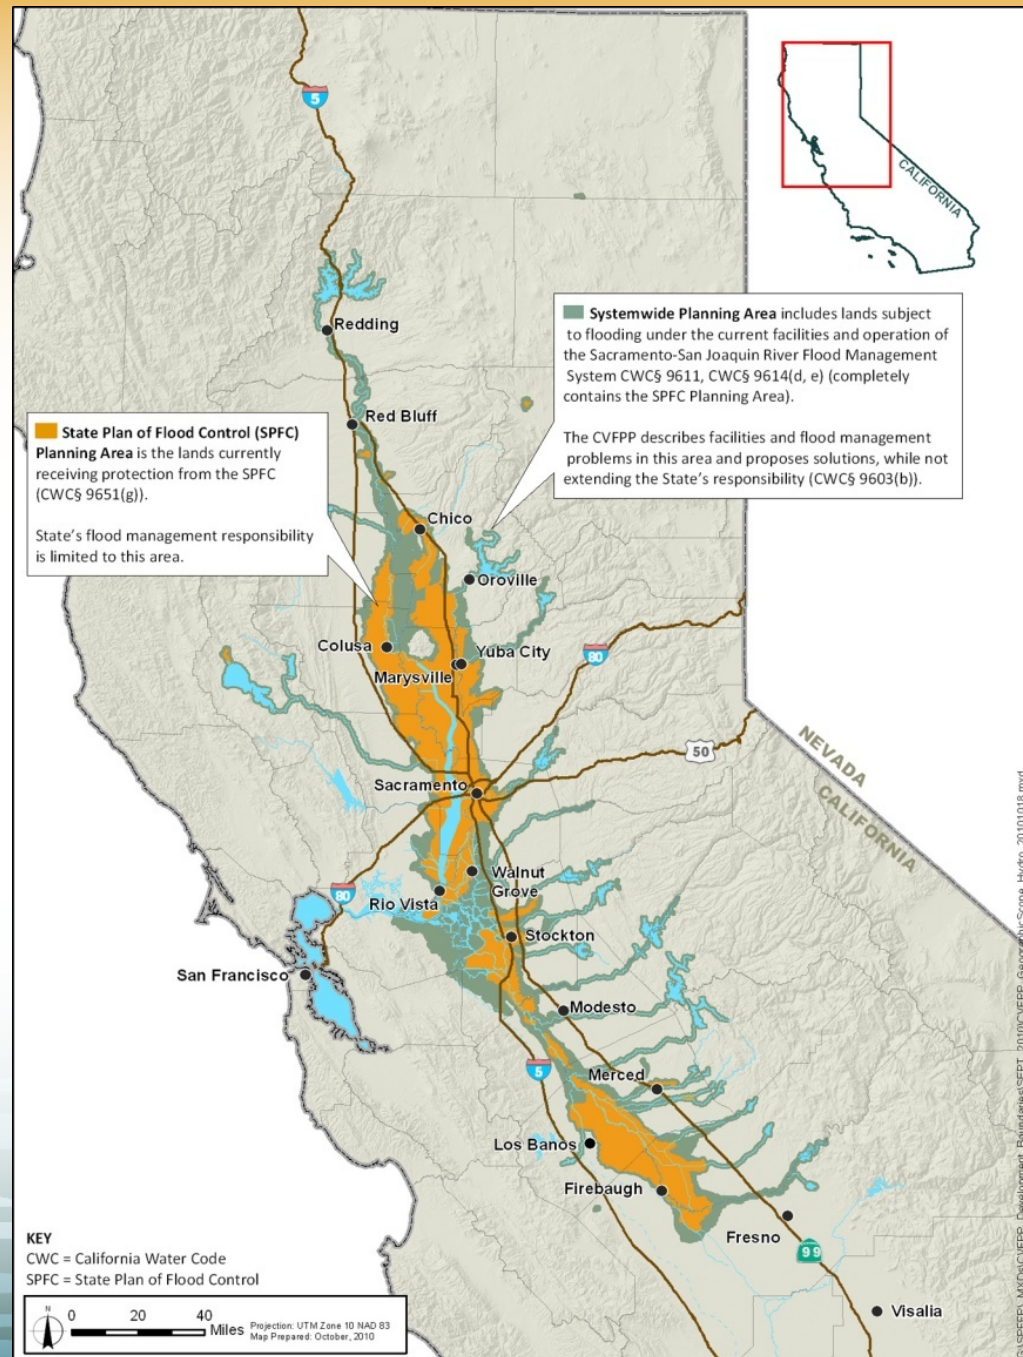 5
CALIFORNIA
Redding
Systemwide Planning Area includes lands subject
to flooding under the current facilities and operation of
the Sacramento-San Joaquin River Flood Management
System CWC§ 9611, CWC§ 9614(d, e) (completely
contains the SPFC Planning Area).
The CVFPP describes facilities and flood management
problems in this area and proposes solutions, while not
extending the State's responsibility (CWC§ 9603(b)).
Red Bluff
State Plan of Flood Control (SPFC)
Planning Area is the lands currently
receiving protection from the SPFC
(CWC§ 9651(g)).
State's flood management responsibility
is limited to this area.
Chico
Oroville
Colusa
Yuba City
80
Marysville
50
NEVADA
CALIFORNIA
Sacramento
Walnut
Grove
80
Rio Vista
Stockton
San Francisco
Modesto
5
Merced
Los Banos
Firebaugh
Fresno
99
Visalia
KEY
CWC = California Water Code
SPFC = State Plan of Flood Control
N
0 20 40
Miles
Projection: UTM Zone 10 NAD 83
Map Prepared: October, 2010